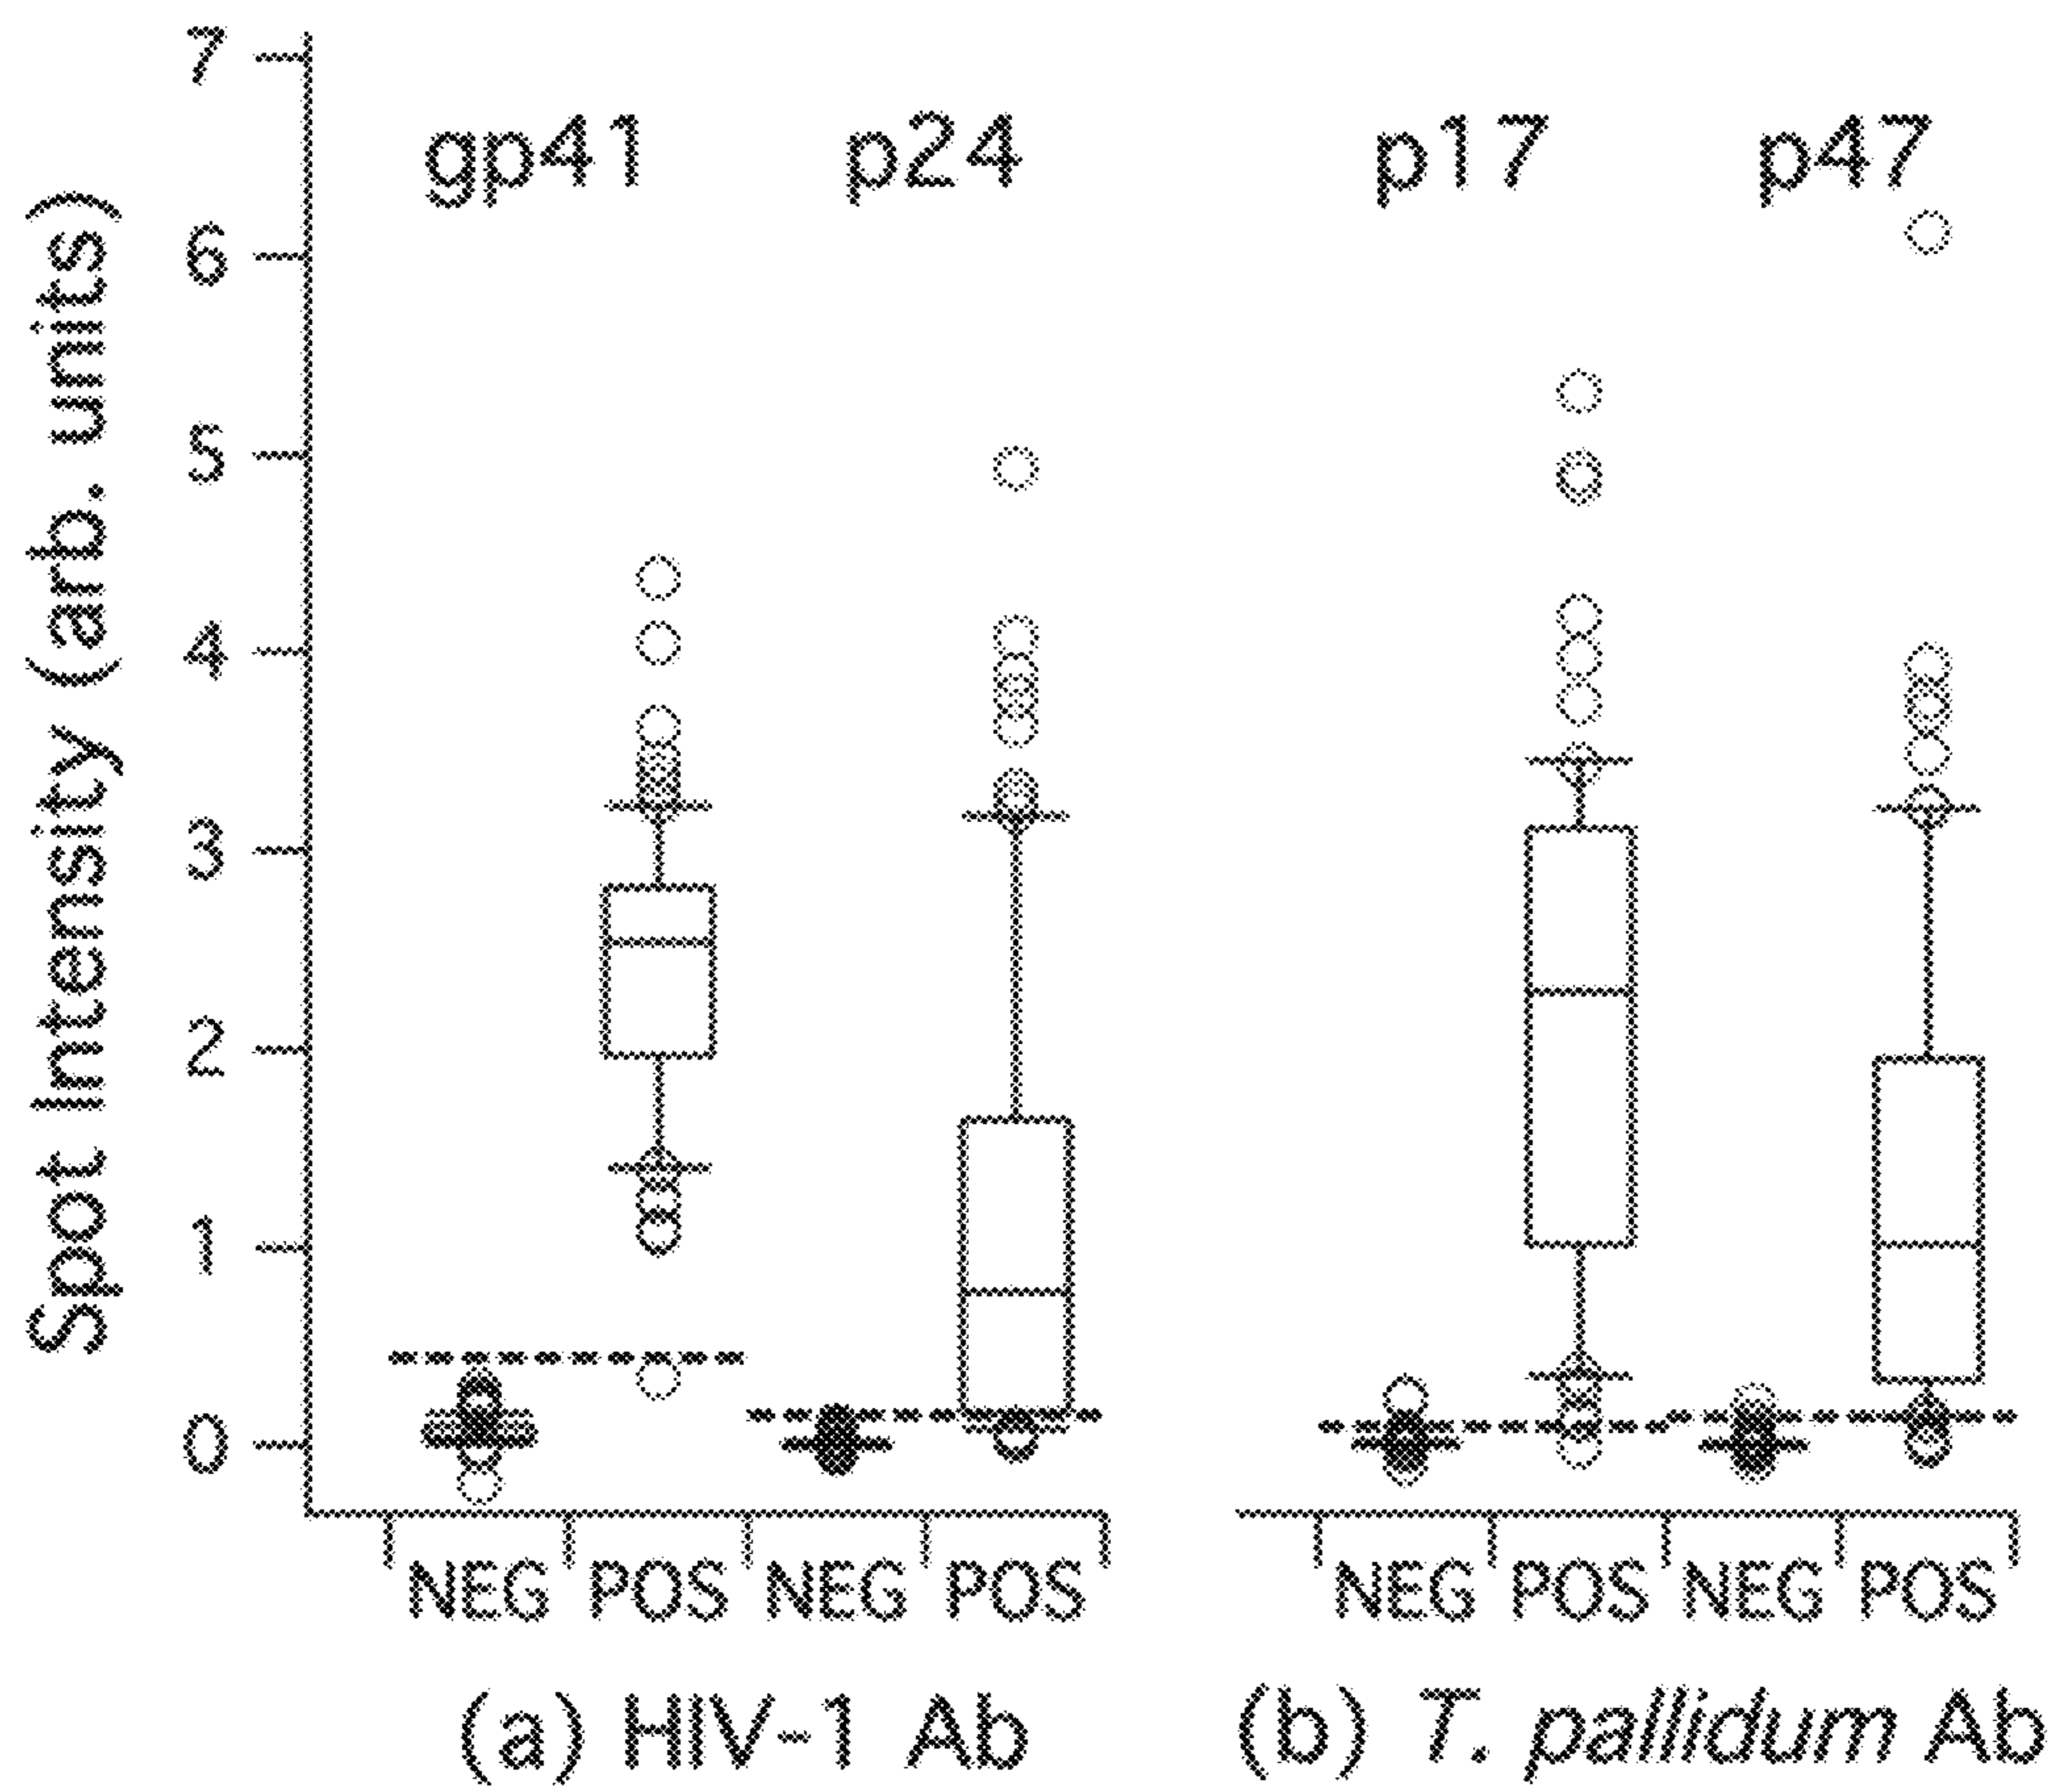 Spot Intensity (arb. units)
7
6
5
4
3
2
1
0
gp41 p24 p17 p47
NEG POS NEG POS NEG POS NEG POS
(a) HIV-1 Ab (b) T. pallidum Ab